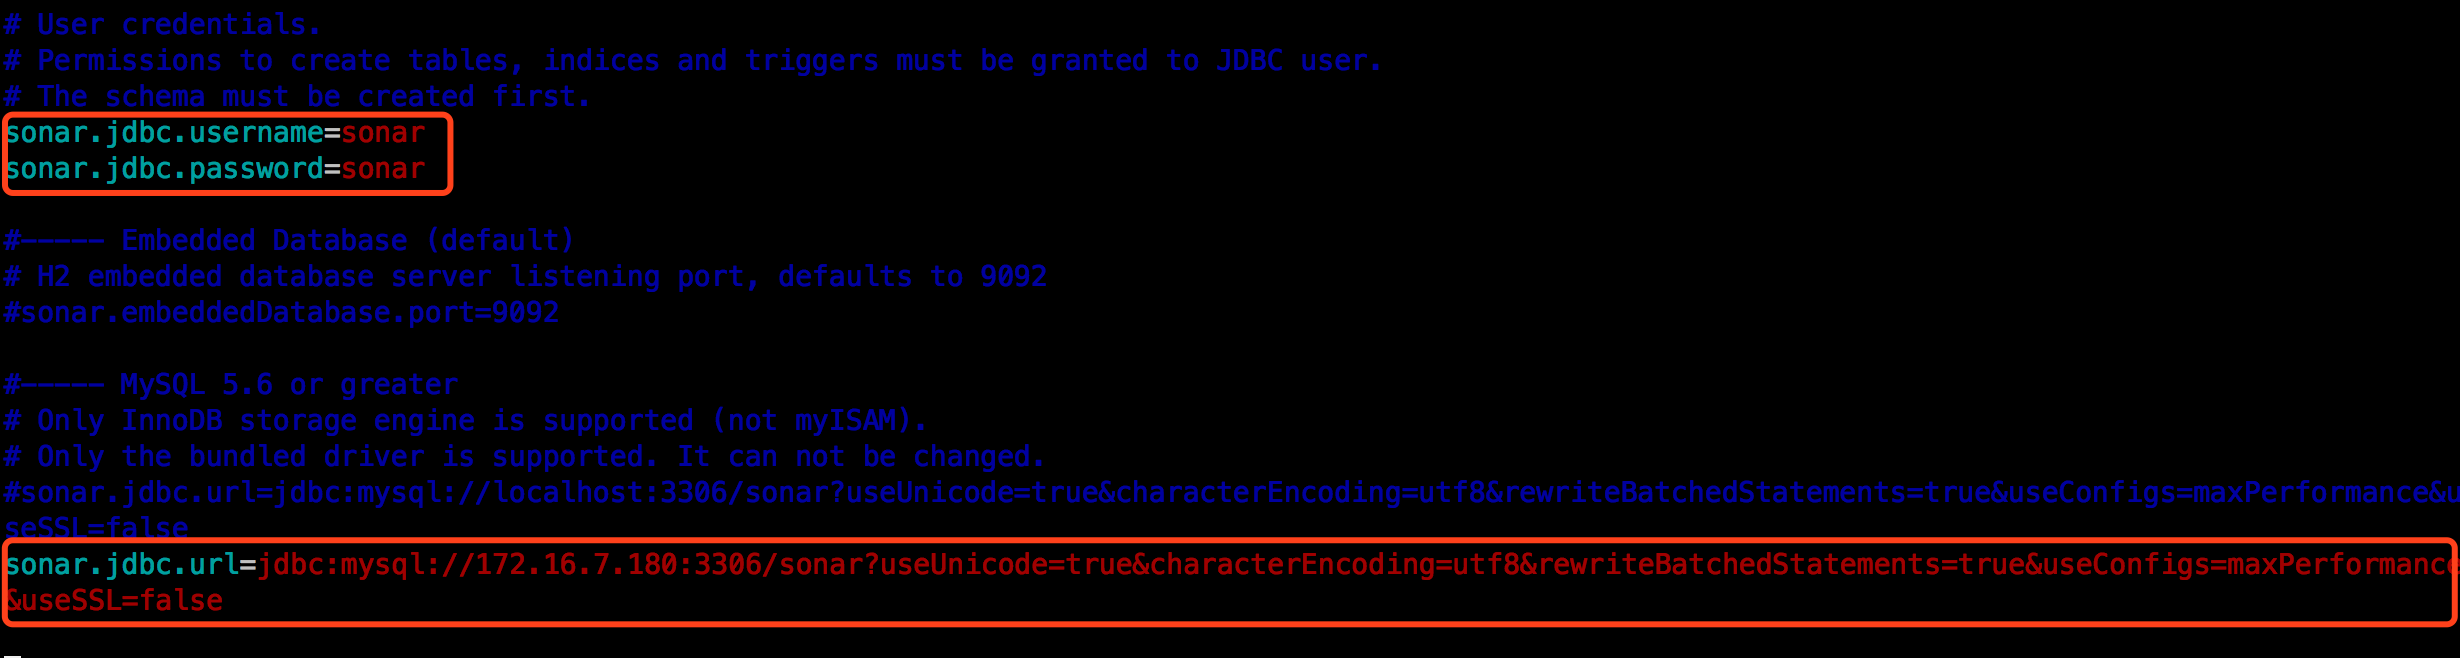 # User credentials.
# Permissions to create tables, indices and triggers must be granted to JDBC user.
# The schema must be created first.
sonar.jdbc.username=sonar
sonar.jdbc.password=sonar
#----- Embedded Database (default)
# H2 embedded database server listening port, defaults to 9092
#sonar.embeddedDatabase.port=9092
#----- MySQL 5.6 or greater
# Only InnoDB storage engine is supported (not myISAM).
# Only the bundled driver is supported. It can not be changed.
#sonar.jdbc.url=jdbc:mysql://localhost:3306/sonar?useUnicode=true&characterEncoding=utf8&rewriteBatchedStatements=true&useConfigs=maxPerformance&u
seSSL=false
sonar.jdbc.url=jdbc:mysql://172.16.7.180:3306/sonar?useUnicode=true&characterEncoding=utf8&rewriteBatchedStatements=true&useConfigs=maxPerformance
&useSSL=false